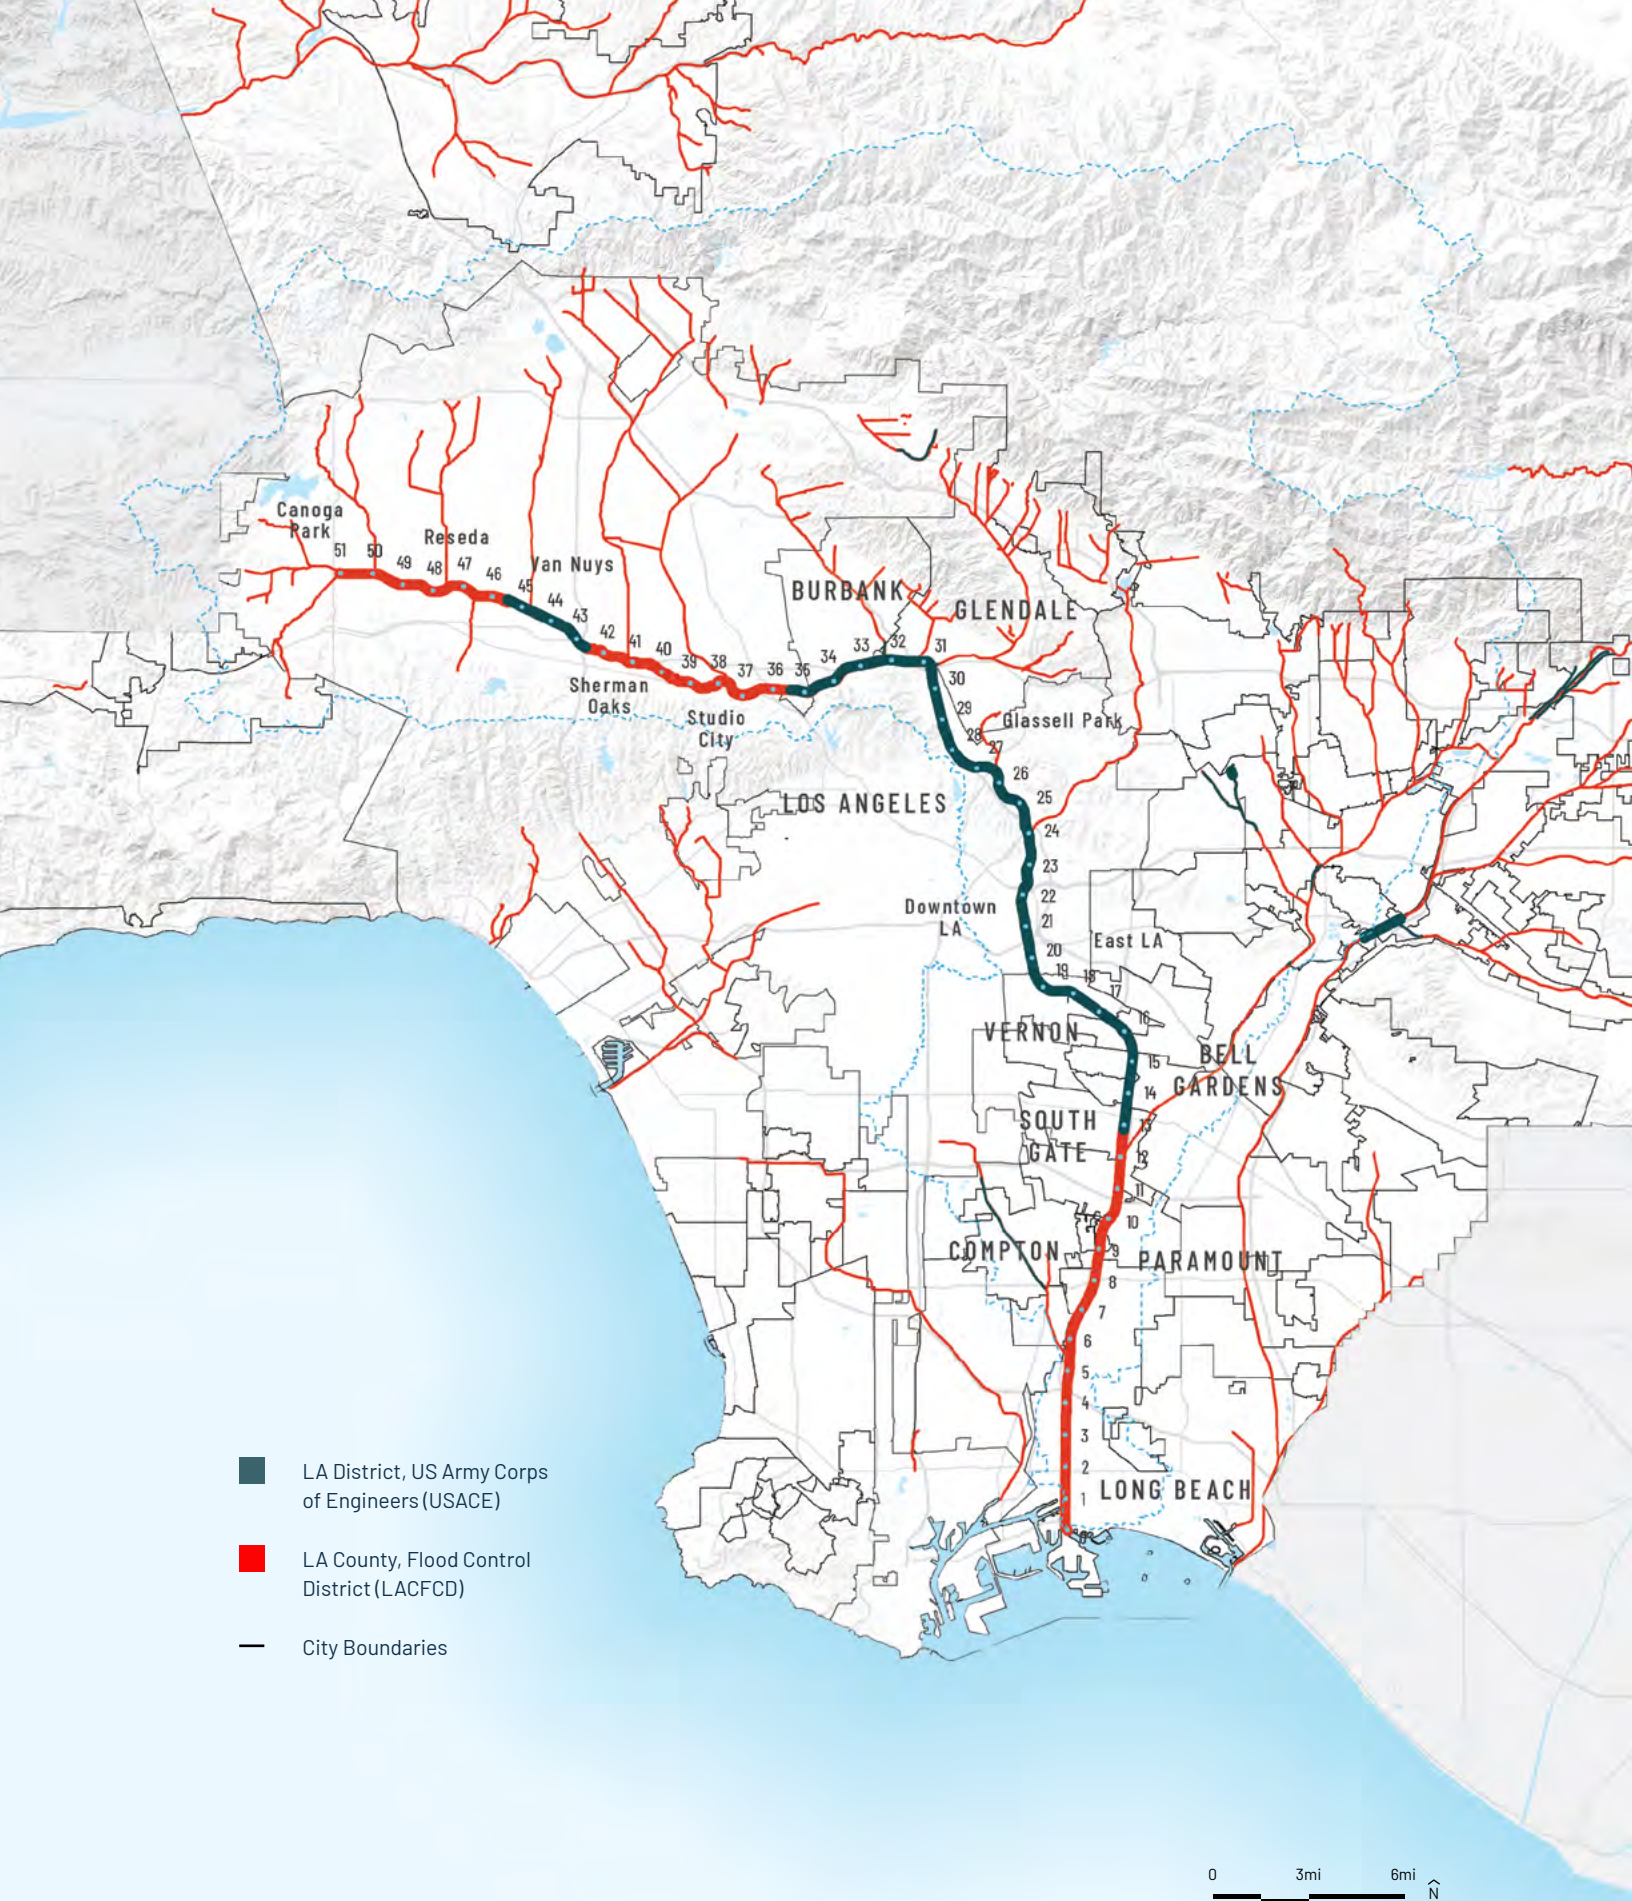 Canoga
Park
51
50
49
48
Reseda
47
46
45
Van Nuys
44
43
42
41
40
39
38
37
36
35
34
33
32
31
Sherman
Oaks
Studio
City
BURBANK
GLENDALE
30
29
28
27
Glassell Park
26
25
24
23
22
21
20
19
18
17
16
15
14
13
12
11
10
9
8
7
6
5
4
3
2
1
0
LOS ANGELES
Downtown
LA
East LA
VERNON
BELL
GARDENS
SOUTH
GATE
COMPTON
PARAMOUNT
LONG BEACH
LA District, US Army Corps
of Engineers (USACE)
LA County, Flood Control
District (LACFCD)
City Boundaries
0 3mi 6mi
N